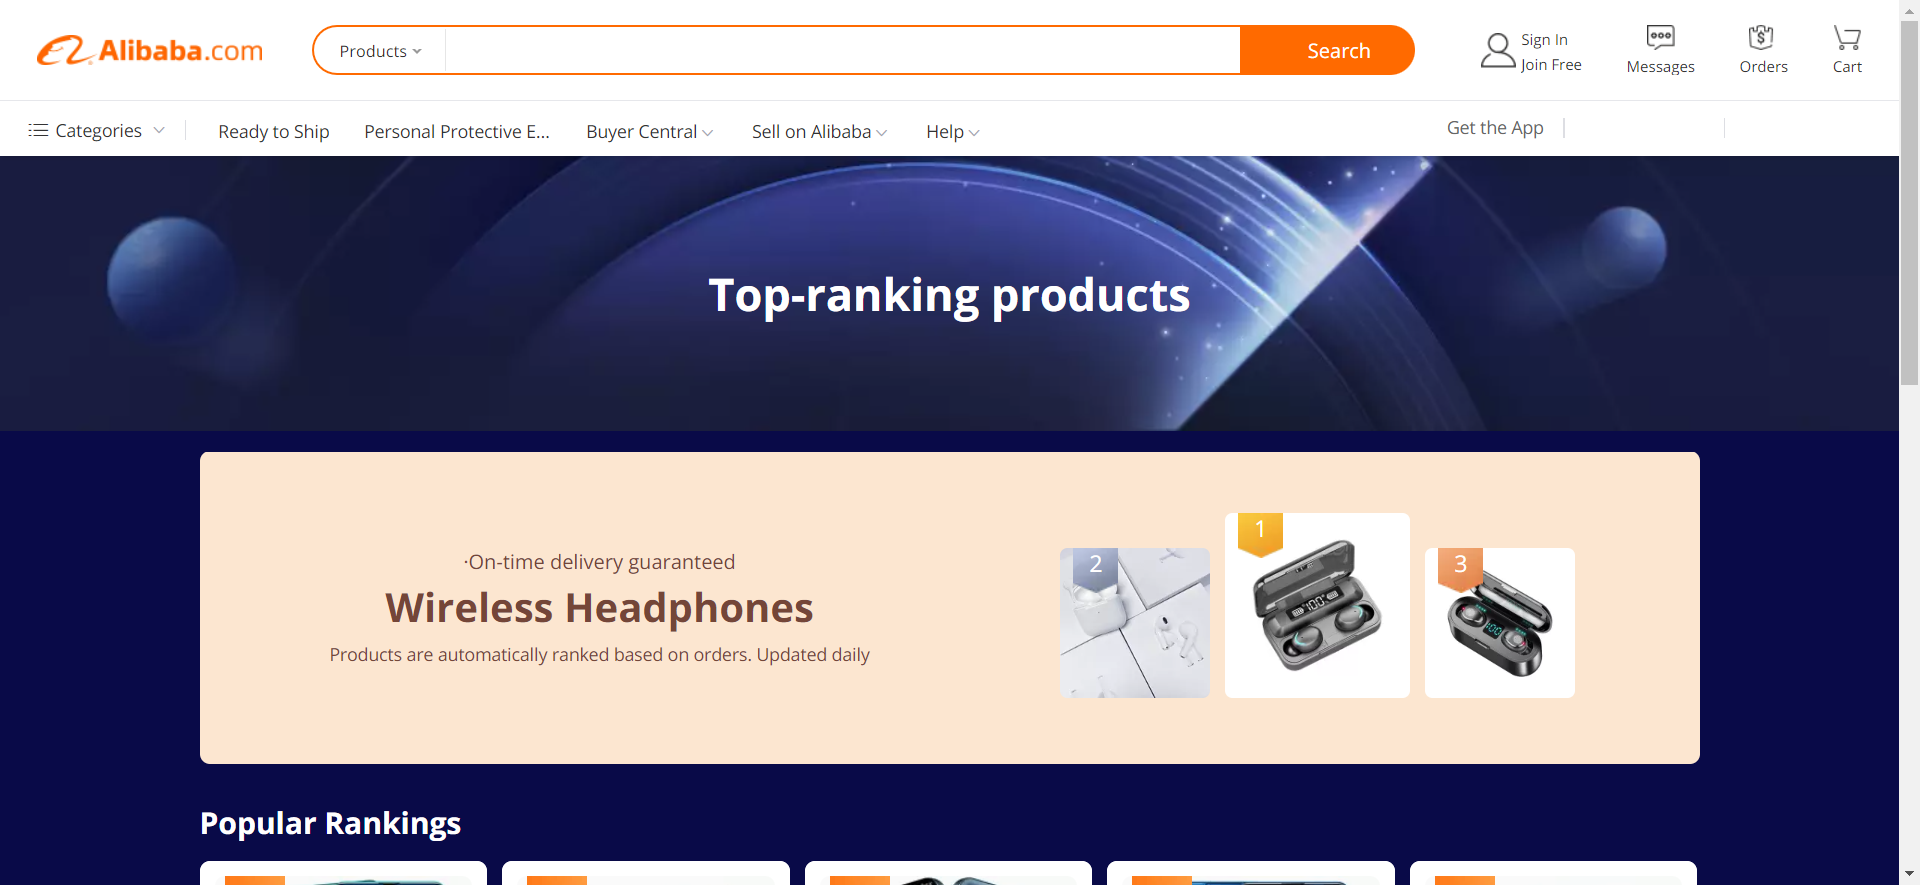 Alibaba.com
Products
Search
Sign In
Join Free
Messages
Orders
Cart
Categories
Ready to Ship
Personal Protective E...
Buyer Central
Sell on Alibaba
Help
Get the App
Top-ranking products
·On-time delivery guaranteed
Wireless Headphones
Products are automatically ranked based on orders. Updated daily
2
1
3
100
Popular Rankings